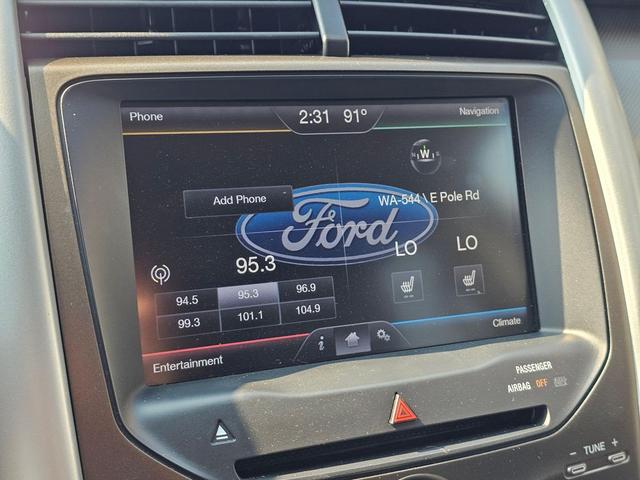 Phone
2:31 91°
Navigation
W
Add Phone
WA-544 \ E Pole Rd
Ford
95.3
LO
LO
94.5 95.3 96.9
99.3 101.1 104.9
i
Entertainment
Climate
PASSENGER
AIRBAG OFF
- TUNE +